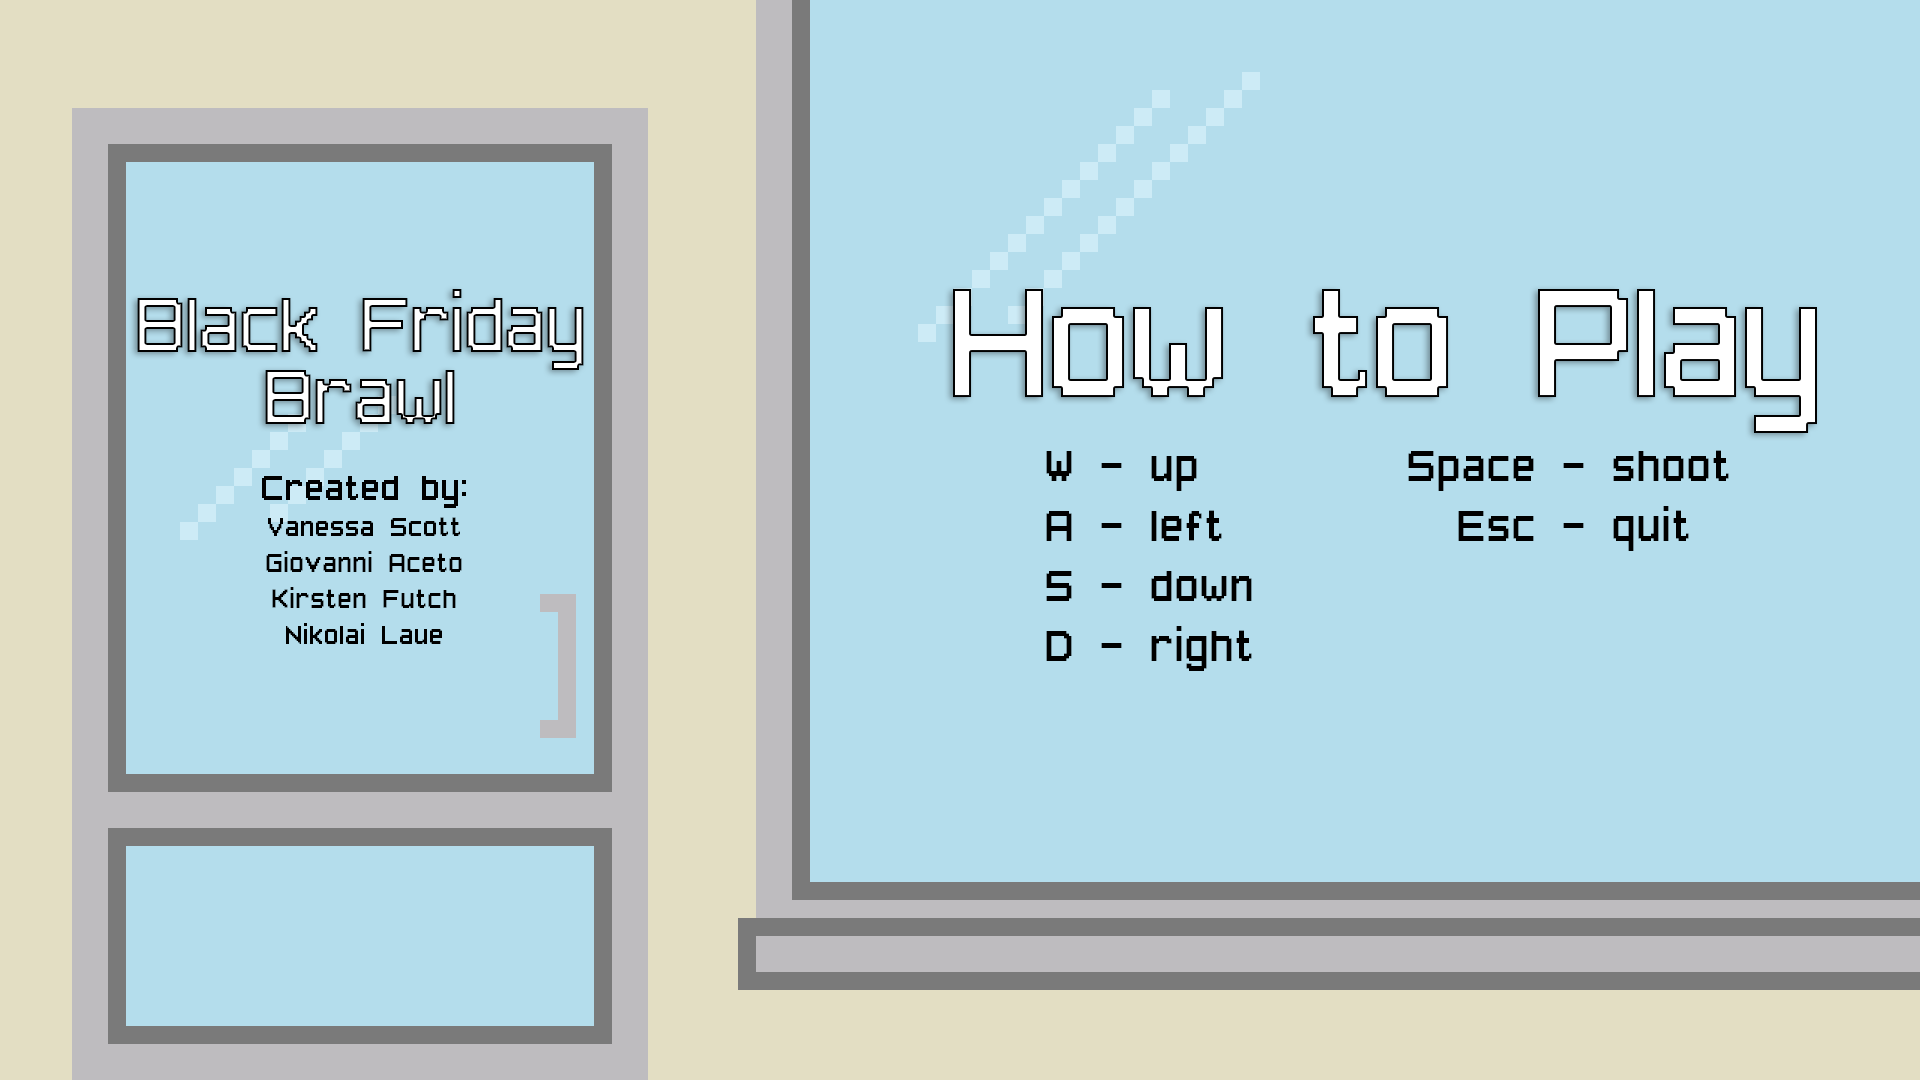 Black Friday
Brawl
Created by:
Vanessa Scott
Giovanni Aceto
Kirsten Futch
Nikolai Laue
How to Play
W - up
A - left
S - down
D - right
Space - shoot
Esc - quit